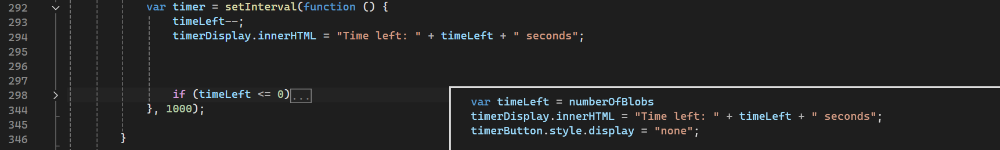 292 var timer = setInterval(function () {
293 timeLeft--;
294 timerDisplay.innerHTML = "Time left: " + timeLeft + " seconds";
295
296
297
298 if (timeLeft <= 0)...
344 }, 1000);
345
346 }
var timeLeft = numberOfBlobs
timerDisplay.innerHTML = "Time left: " + timeLeft + " seconds";
timerButton.style.display = "none";